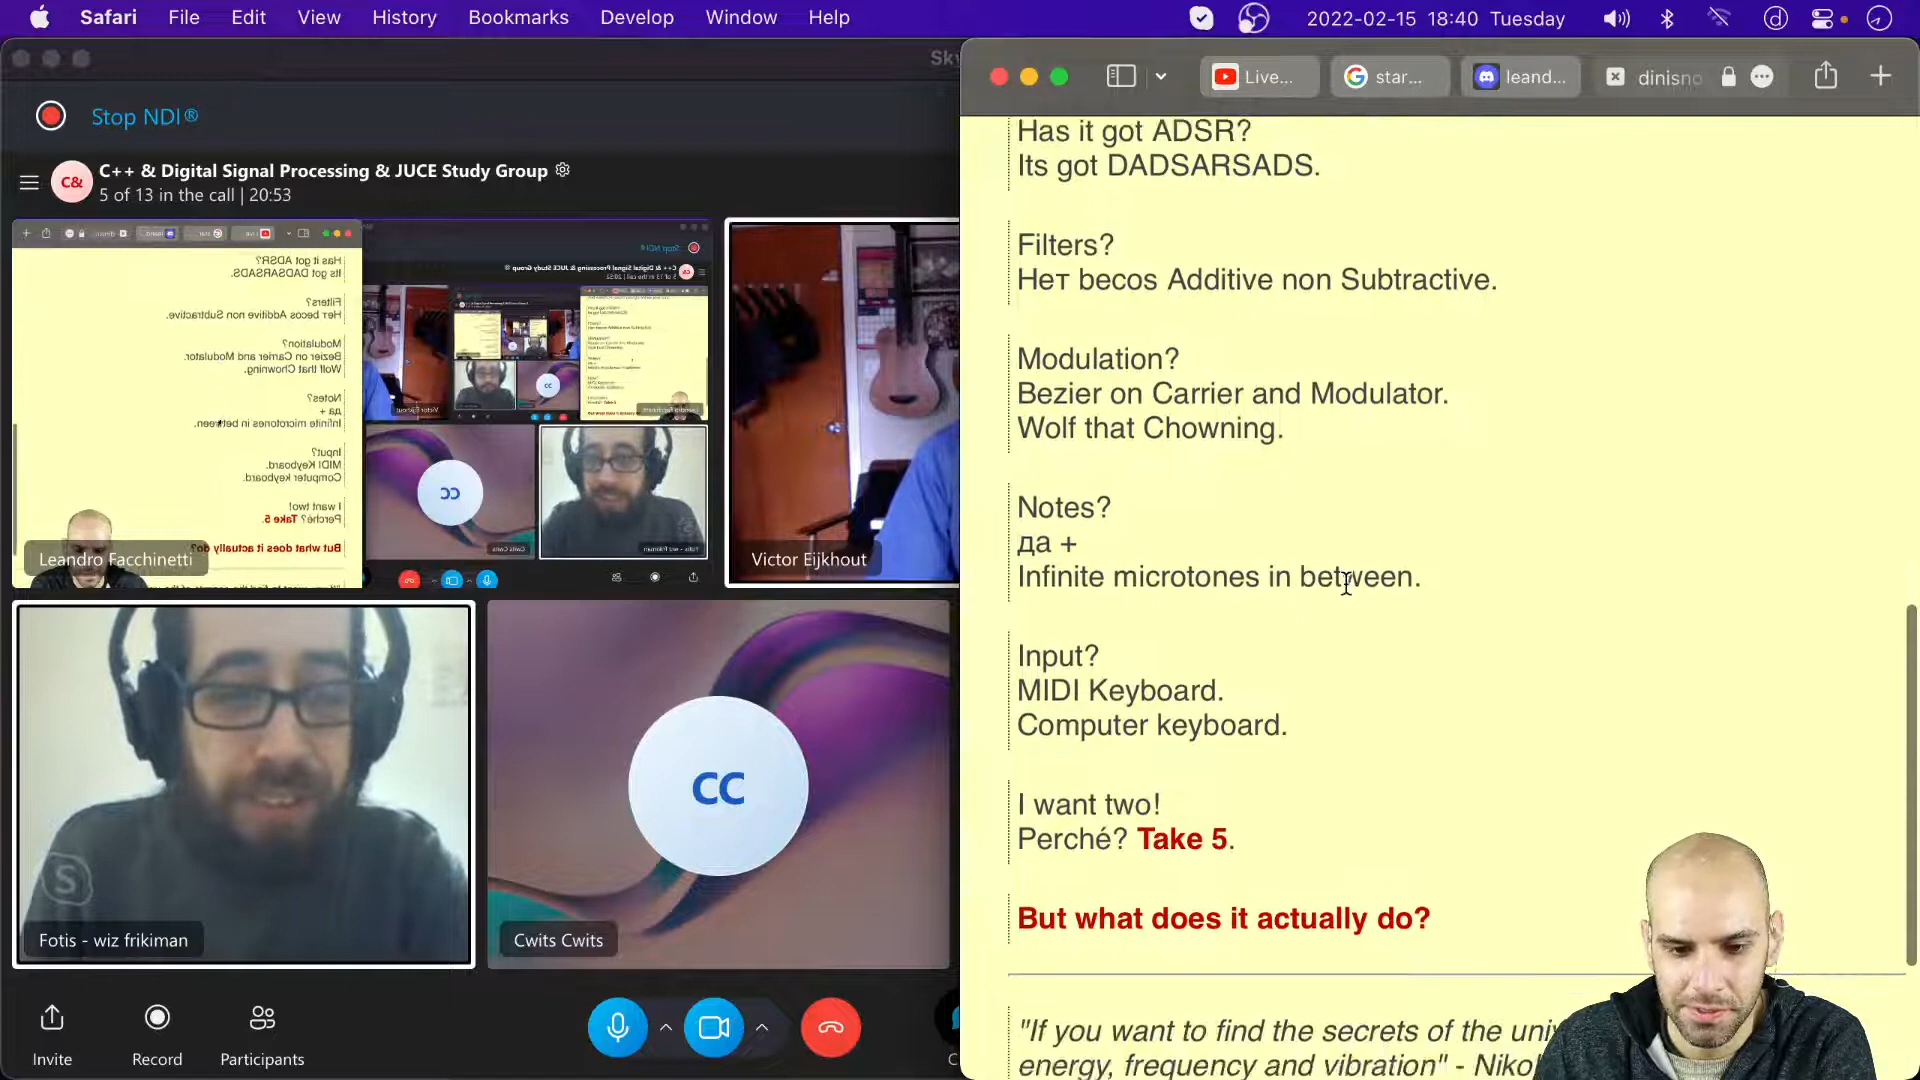 Safari File Edit View History Bookmarks Develop Window Help
2022-02-15 18:40 Tuesday
Stop NDI®
C++ & Digital Signal Processing & JUCE Study Group
5 of 13 in the call | 20:53
C&
Leandro Facchinetti
Victor Eijkhout
Fotis - wiz frikiman
CC
Cwits Cwits
Invite
Record
Participants
Live...
star...
leand...
dinisno
Has it got ADSR?
Its got DADSARSADS.
Filters?
Нет becos Additive non Subtractive.
Modulation?
Bezier on Carrier and Modulator.
Wolf that Chowning.
Notes?
да +
Infinite microtones in between.
Input?
MIDI Keyboard.
Computer keyboard.
I want two!
Perché? Take 5.
But what does it actually do?
"If you want to find the secrets of the uni
energy, frequency and vibration" - Niko